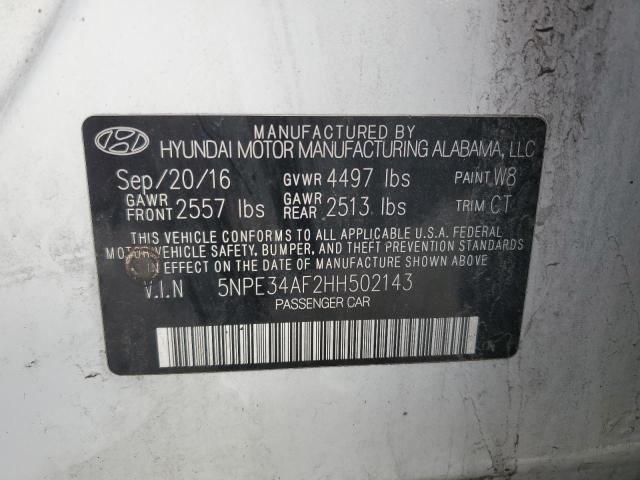 MANUFACTURED BY
HYUNDAI MOTOR MANUFACTURING ALABAMA, LLC
Sep/20/16 GVWR 4497 lbs PAINT W8
GAWR FRONT 2557 lbs GAWR REAR 2513 lbs TRIM CT
THIS VEHICLE CONFORMS TO ALL APPLICABLE U.S.A. FEDERAL
MOTOR VEHICLE SAFETY, BUMPER, AND THEFT PREVENTION STANDARDS
IN EFFECT ON THE DATE OF MANUFACTURE SHOWN ABOVE
V.I.N 5NPE34AF2HH502143
PASSENGER CAR